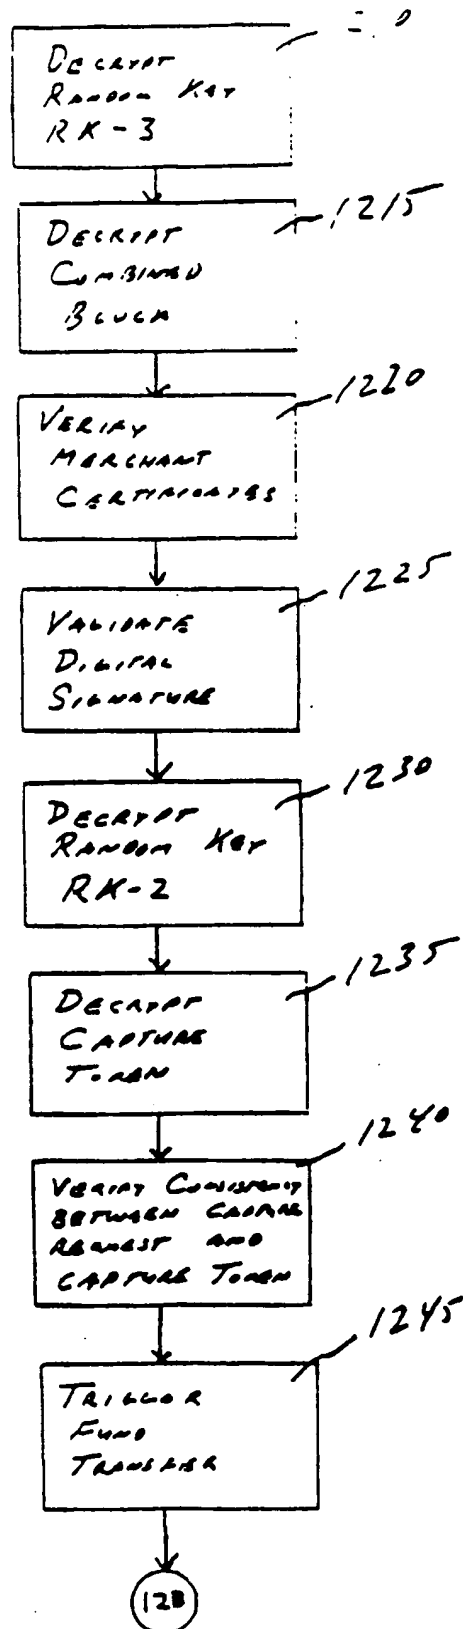 DECRYPT
RANDOM KEY
RK-3
1215
DECRYPT
COMBINED
BLOCK
1220
VERIFY
MERCHANT
CERTIFICATES
1225
VALIDATE
DIGITAL
SIGNATURE
1230
DECRYPT
RANDOM KEY
RK-2
1235
DECRYPT
CAPTURE
TOKEN
1240
VERIFY CONSISTENCY
BETWEEN CAPTURE
REQUEST AND
CAPTURE TOKEN
1245
TRIGGER
FUND
TRANSFER
12B